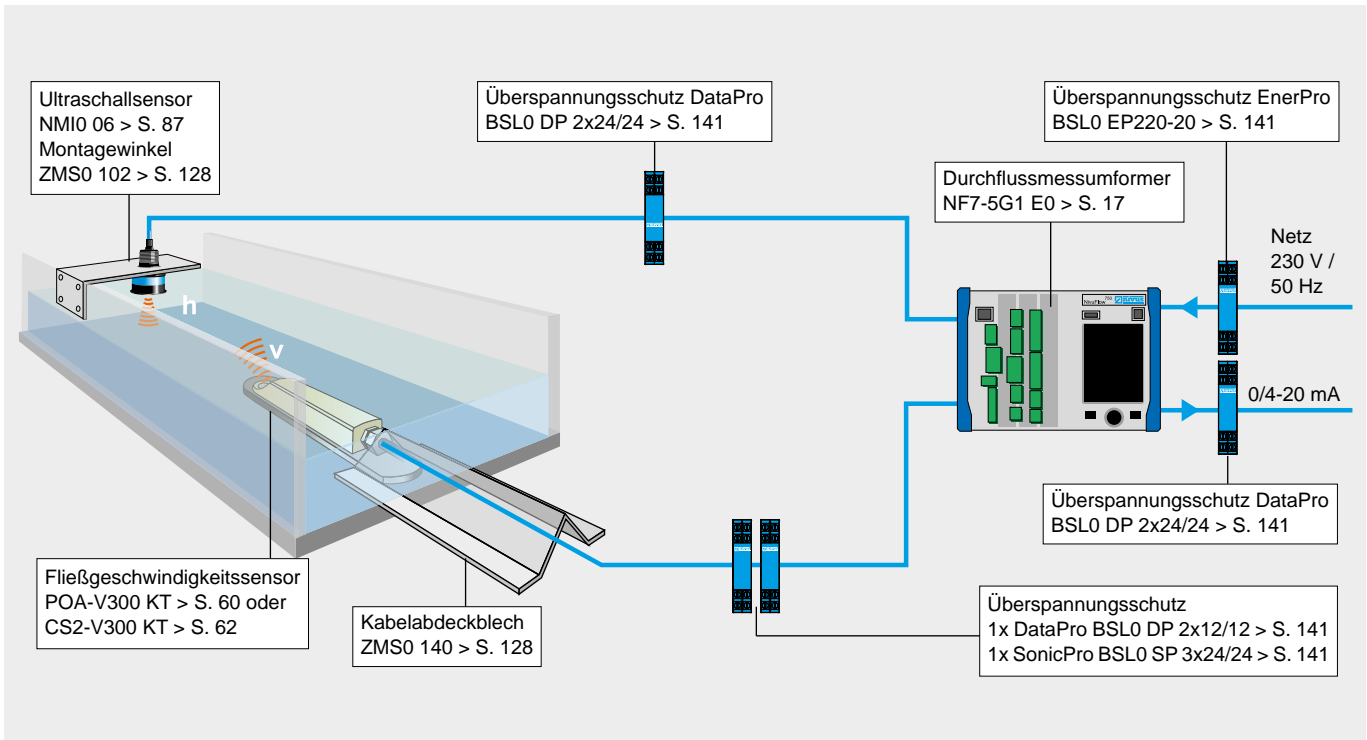 Ultraschallsensor
NMI0 06 > S. 87
Montagewinkel
ZMS0 102 > S. 128
Überspannungsschutz DataPro
BSL0 DP 2x24/24 > S. 141
Überspannungsschutz EnerPro
BSL0 EP220-20 > S. 141
Durchflussmessumformer
NF7-5G1 E0 > S. 17
Netz
230 V /
50 Hz
h
v
NivuFlow 750
0/4-20 mA
Überspannungsschutz DataPro
BSL0 DP 2x24/24 > S. 141
Fließgeschwindigkeitssensor
POA-V300 KT > S. 60 oder
CS2-V300 KT > S. 62
Kabelabdeckblech
ZMS0 140 > S. 128
Überspannungsschutz
1x DataPro BSL0 DP 2x12/12 > S. 141
1x SonicPro BSL0 SP 3x24/24 > S. 141